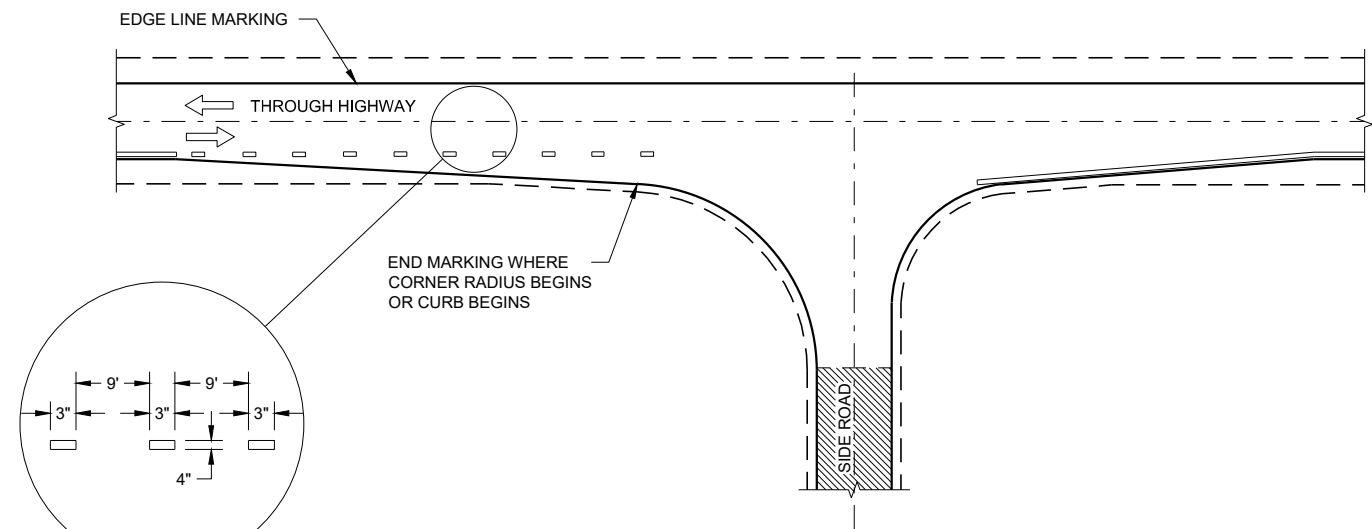 EDGE LINE MARKING
THROUGH HIGHWAY
END MARKING WHERE
CORNER RADIUS BEGINS
OR CURB BEGINS
9' 9'
3" 3" 3"
4"
SIDE ROAD